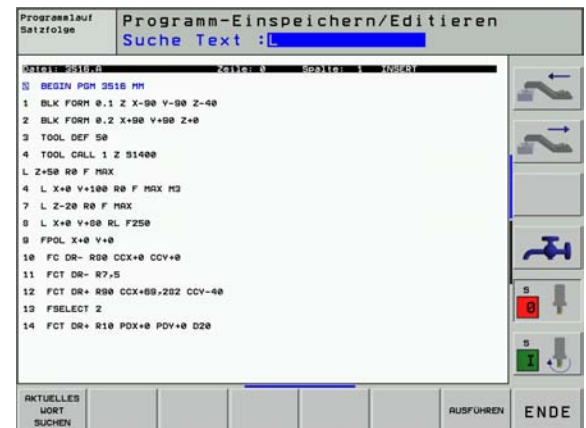 Programmlauf
Satzfolge
Programm-Einspeichern/Editieren
Suche Text :L
Datei: 3516.A Zeile: 0 Spalte: 1 INSERT
0 BEGIN PGM 3516 MM
1 BLK FORM 0.1 Z X-90 Y-90 Z-40
2 BLK FORM 0.2 X+90 Y+90 Z+0
3 TOOL DEF 50
4 TOOL CALL 1 Z S1400
L Z+50 R0 F MAX
4 L X+0 Y+100 R0 F MAX M3
7 L Z-20 R0 F MAX
8 L X+0 Y+80 RL F250
9 FPOL X+0 Y+0
10 FC DR- R80 CCX+0 CCY+0
11 FCT DR- R7,5
12 FCT DR+ R90 CCX+69,282 CCY-40
13 FSELECT 2
14 FCT DR+ R10 PDX+0 PDY+0 D20
S
0
S
I
AKTUELLES
WORT
SUCHEN
AUSFÜHREN
ENDE